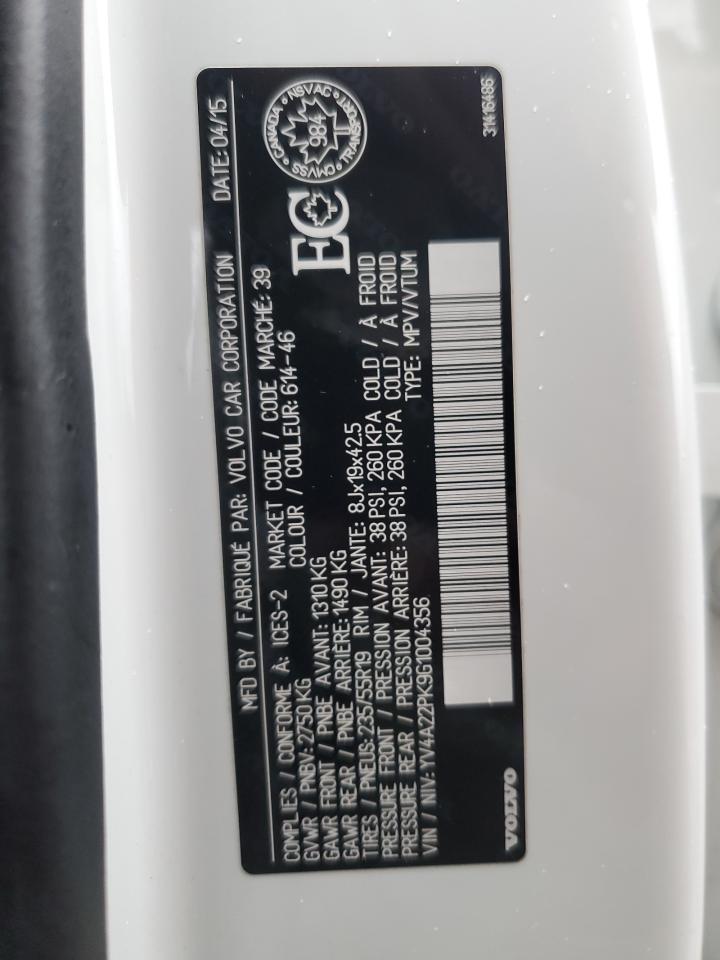 MFD BY / FABRIQUÉ PAR: VOLVO CAR CORPORATION DATE: 04/15
COMPLIES / CONFORME À: ICES-2 MARKET CODE / CODE MARCHÉ: 39
GVWR / PNBV: 2750 KG COLOUR / COULEUR: 614-46
GAWR FRONT / PNBE AVANT: 1310 KG
GAWR REAR / PNBE ARRIÈRE: 1490 KG
TIRES / PNEUS: 235/55R19 RIM / JANTE: 8Jx19x42.5
PRESSURE FRONT / PRESSION AVANT: 38 PSI, 260 KPA COLD / À FROID
PRESSURE REAR / PRESSION ARRIÈRE: 38 PSI, 260 KPA COLD / À FROID
VIN / NIV: YV4A22PK9G1004356 TYPE: MPV/VTUM
CANADA NSVAC
984
CMVSS TRANSPORT
EC
VOLVO
31416486